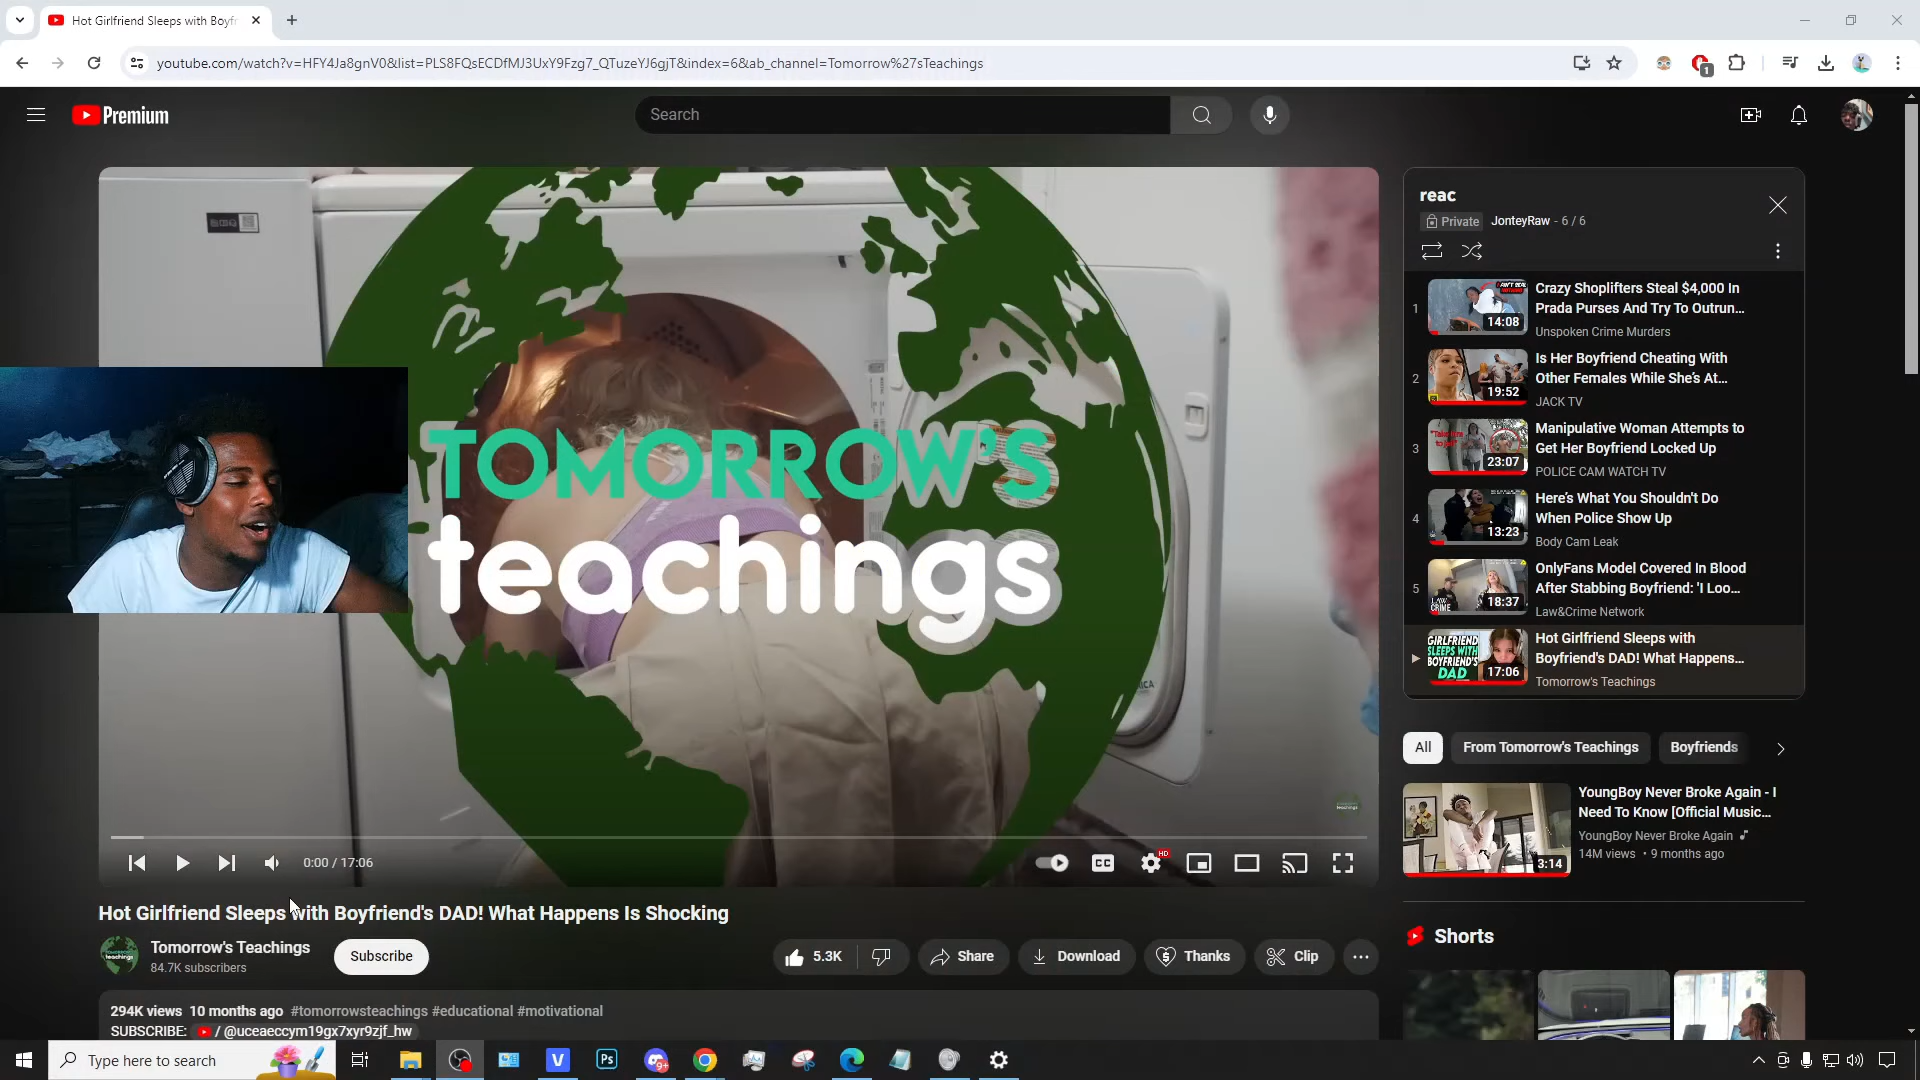 Hot Girlfriend Sleeps with Boyfr
youtube.com/watch?v=HFY4Ja8gnV0&list=PLS8FQsECDfMJ3UxY9Fzg7_QTuzeYJ6gjT&index=6&ab_channel=Tomorrow%27sTeachings
1
Premium
Search
TOMORROW'S
teachings
0:00 / 17:06
CC
HD
Hot Girlfriend Sleeps with Boyfriend's DAD! What Happens Is Shocking
Tomorrow's Teachings
84.7K subscribers
Subscribe
5.3K
Share
Download
Thanks
Clip
294K views 10 months ago #tomorrowsteachings #educational #motivational
SUBSCRIBE: / @uceaeccym19gx7xyr9zjf_hw
reac
Private JonteyRaw - 6 / 6
1
14:08
Crazy Shoplifters Steal $4,000 In
Prada Purses And Try To Outrun...
Unspoken Crime Murders
2
19:52
Is Her Boyfriend Cheating With
Other Females While She's At...
JACK TV
3
23:07
Manipulative Woman Attempts to
Get Her Boyfriend Locked Up
POLICE CAM WATCH TV
4
13:23
Here's What You Shouldn't Do
When Police Show Up
Body Cam Leak
5
LAW
CRIME
18:37
OnlyFans Model Covered In Blood
After Stabbing Boyfriend: 'I Loo...
Law&Crime Network
GIRLFRIEND
SLEEPS WITH
BOYFRIEND'S
DAD
17:06
Hot Girlfriend Sleeps with
Boyfriend's DAD! What Happens...
Tomorrow's Teachings
All
From Tomorrow's Teachings
Boyfriends
3:14
YoungBoy Never Broke Again - I
Need To Know [Official Music...
YoungBoy Never Broke Again
14M views • 9 months ago
Shorts
Type here to search
V
Ps
9+